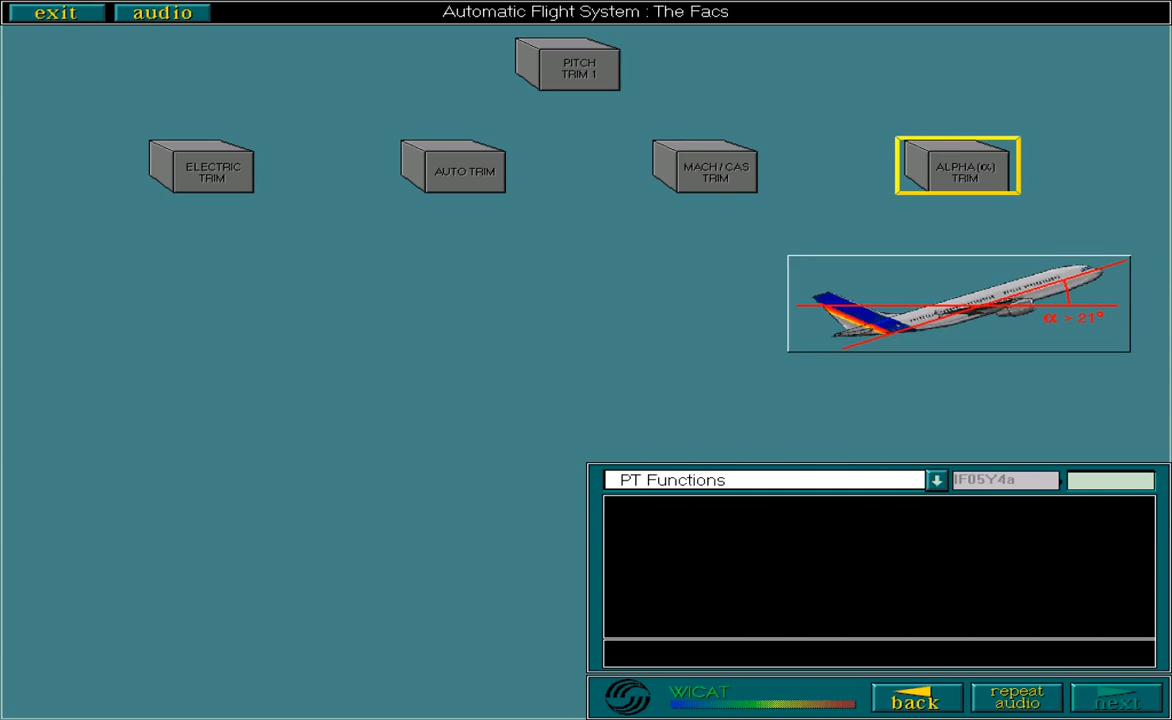 exit
audio
Automatic Flight System : The Facs
PITCH
TRIM 1
ELECTRIC
TRIM
AUTO TRIM
MACH / CAS
TRIM
ALPHA (α)
TRIM
α > 21°
PT Functions
IF05Y4a
WICAT
back
repeat
audio
next